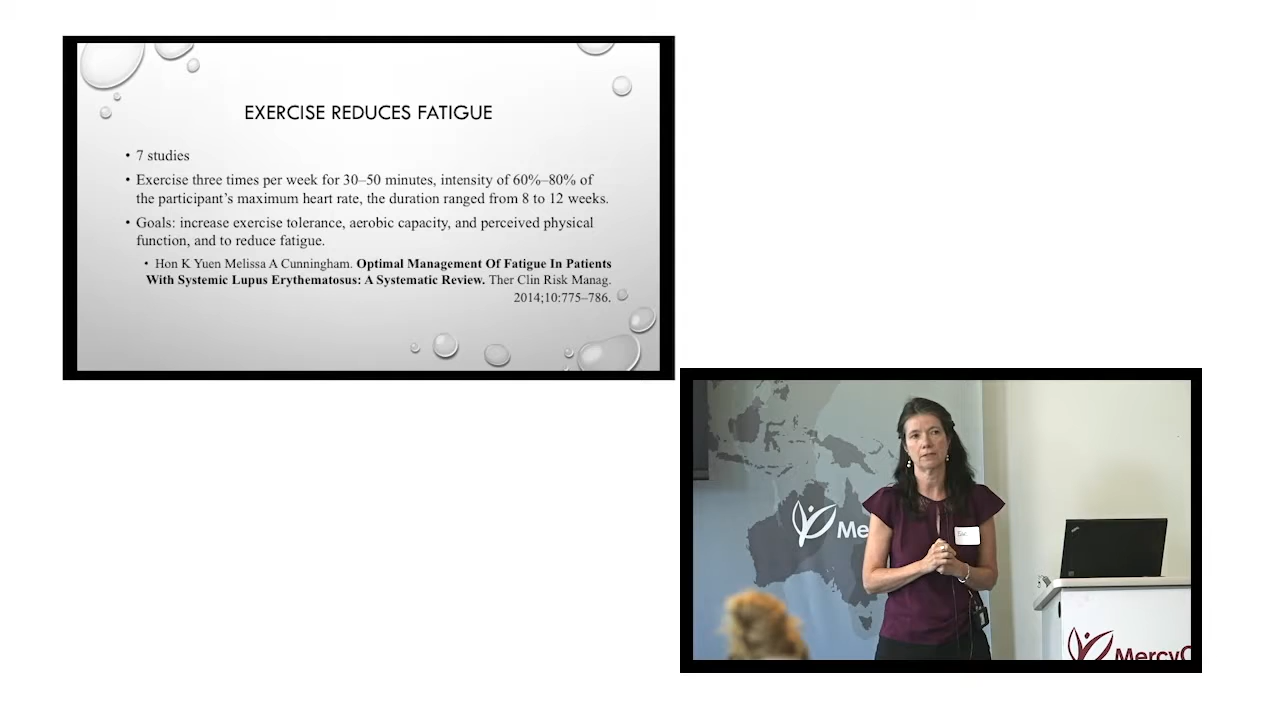 EXERCISE REDUCES FATIGUE
• 7 studies
• Exercise three times per week for 30–50 minutes, intensity of 60%–80% of
the participant's maximum heart rate, the duration ranged from 8 to 12 weeks.
• Goals: increase exercise tolerance, aerobic capacity, and perceived physical
function, and to reduce fatigue.
• Hon K Yuen Melissa A Cunningham. Optimal Management Of Fatigue In Patients
With Systemic Lupus Erythematosus: A Systematic Review. Ther Clin Risk Manag.
2014;10:775–786.
Me
MercyC